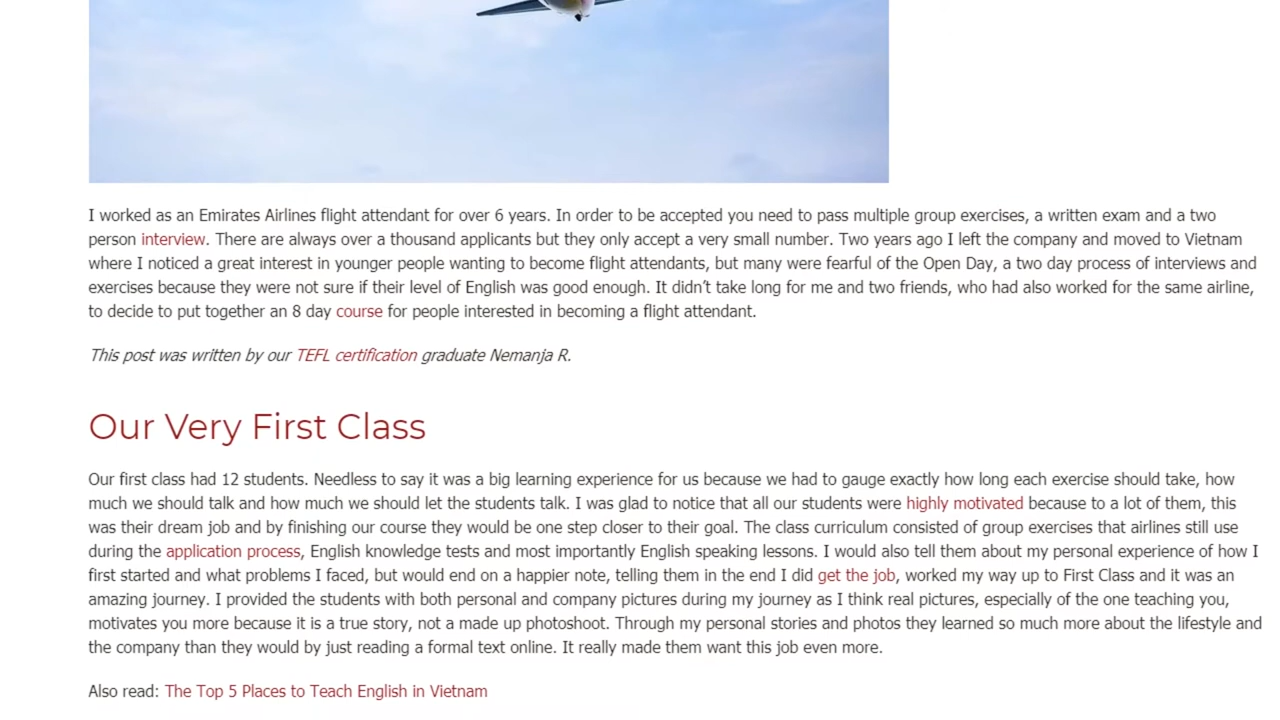 I worked as an Emirates Airlines flight attendant for over 6 years. In order to be accepted you need to pass multiple group exercises, a written exam and a two
person interview. There are always over a thousand applicants but they only accept a very small number. Two years ago I left the company and moved to Vietnam
where I noticed a great interest in younger people wanting to become flight attendants, but many were fearful of the Open Day, a two day process of interviews and
exercises because they were not sure if their level of English was good enough. It didn’t take long for me and two friends, who had also worked for the same airline,
to decide to put together an 8 day course for people interested in becoming a flight attendant.
This post was written by our TEFL certification graduate Nemanja R.
Our Very First Class
Our first class had 12 students. Needless to say it was a big learning experience for us because we had to gauge exactly how long each exercise should take, how
much we should talk and how much we should let the students talk. I was glad to notice that all our students were highly motivated because to a lot of them, this
was their dream job and by finishing our course they would be one step closer to their goal. The class curriculum consisted of group exercises that airlines still use
during the application process, English knowledge tests and most importantly English speaking lessons. I would also tell them about my personal experience of how I
first started and what problems I faced, but would end on a happier note, telling them in the end I did get the job, worked my way up to First Class and it was an
amazing journey. I provided the students with both personal and company pictures during my journey as I think real pictures, especially of the one teaching you,
motivates you more because it is a true story, not a made up photoshoot. Through my personal stories and photos they learned so much more about the lifestyle and
the company than they would by just reading a formal text online. It really made them want this job even more.
Also read: The Top 5 Places to Teach English in Vietnam